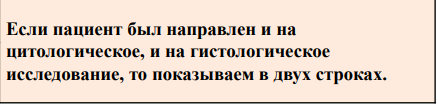 Если пациент был направлен и на
цитологическое, и на гистологическое
исследование, то показываем в двух строках.